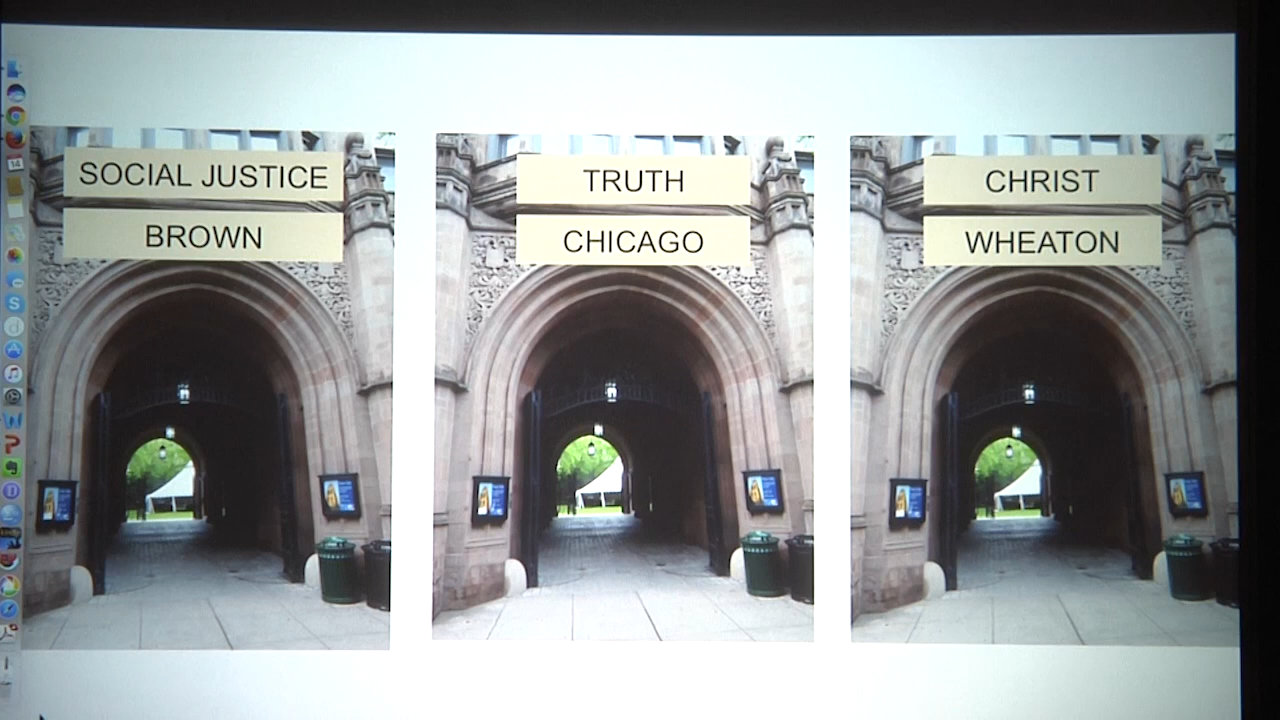 SOCIAL JUSTICE
BROWN
TRUTH
CHICAGO
CHRIST
WHEATON